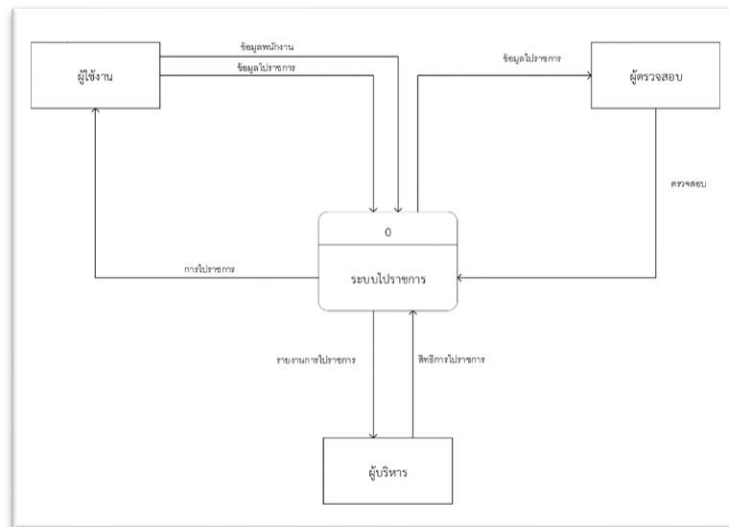 ข้อมูลพนักงาน
ผู้ใช้งาน
ข้อมูลไปราชการ
ข้อมูลไปราชการ
ผู้ตรวจสอบ
ตรวจสอบ
0
การไปราชการ
ระบบไปราชการ
รายงานการไปราชการ
สิทธิการไปราชการ
ผู้บริหาร